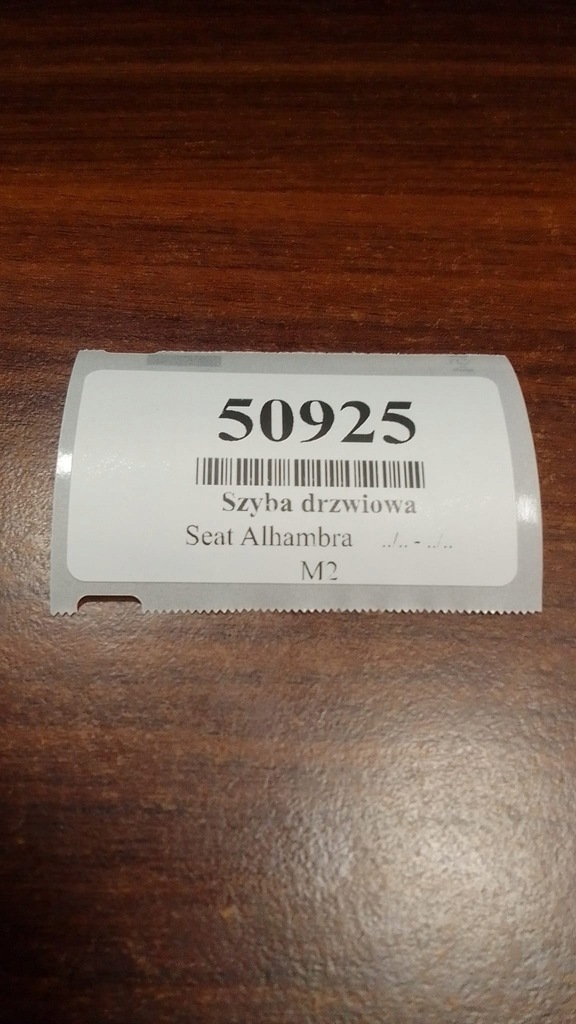 50925
Szyba drzwiowa
Seat Alhambra ../.. - ../..
M2